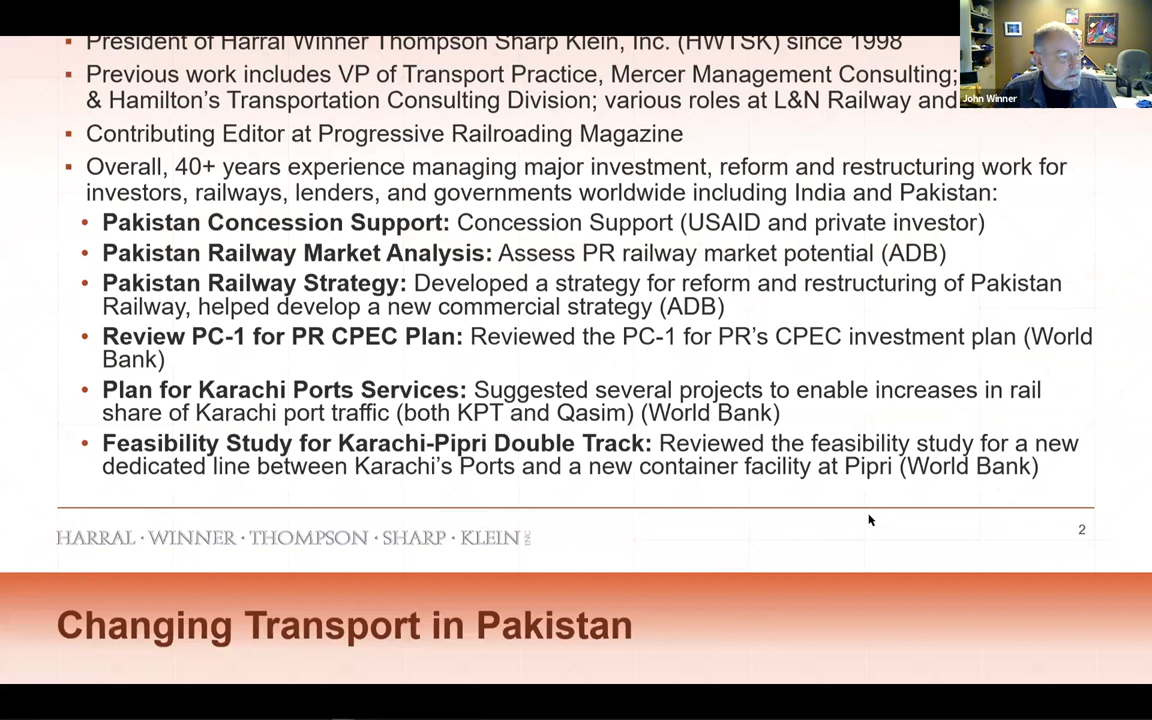 President of Harral Winner Thompson Sharp Klein, Inc. (HWTSK) since 1998
Previous work includes VP of Transport Practice, Mercer Management Consulting;
& Hamilton's Transportation Consulting Division; various roles at L&N Railway and
John Winner
Contributing Editor at Progressive Railroading Magazine
Overall, 40+ years experience managing major investment, reform and restructuring work for
investors, railways, lenders, and governments worldwide including India and Pakistan:
Pakistan Concession Support: Concession Support (USAID and private investor)
Pakistan Railway Market Analysis: Assess PR railway market potential (ADB)
Pakistan Railway Strategy: Developed a strategy for reform and restructuring of Pakistan
Railway, helped develop a new commercial strategy (ADB)
Review PC-1 for PR CPEC Plan: Reviewed the PC-1 for PR's CPEC investment plan (World
Bank)
Plan for Karachi Ports Services: Suggested several projects to enable increases in rail
share of Karachi port traffic (both KPT and Qasim) (World Bank)
Feasibility Study for Karachi-Pipri Double Track: Reviewed the feasibility study for a new
dedicated line between Karachi's Ports and a new container facility at Pipri (World Bank)
HARRAL · WINNER · THOMPSON · SHARP · KLEIN INC
2
Changing Transport in Pakistan